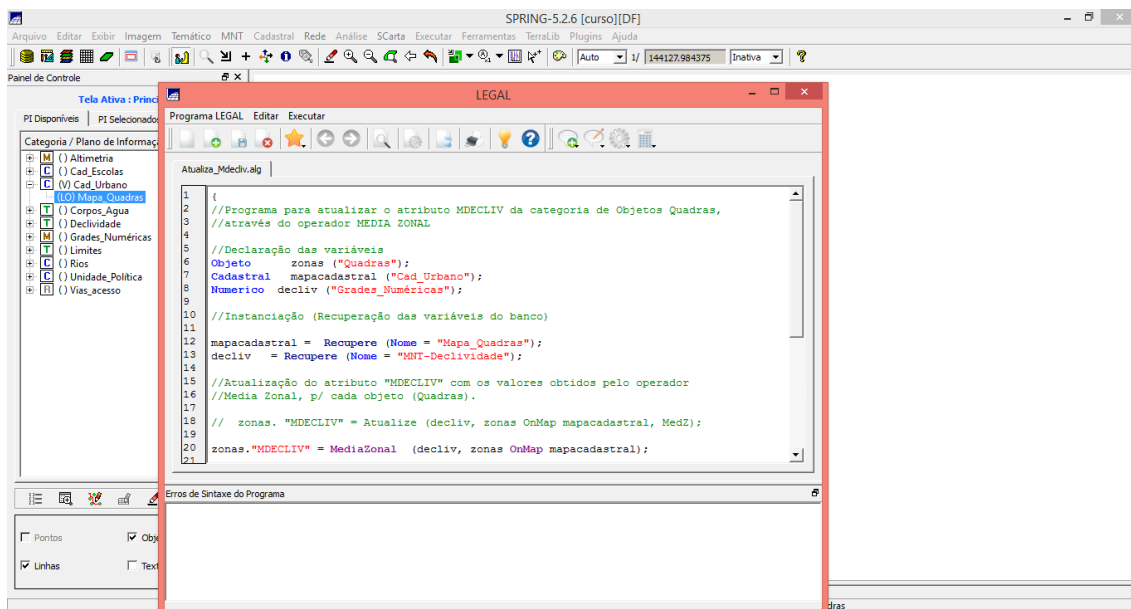 SPRING-5.2.6 [curso][DF]
Arquivo Editar Exibir Imagem Temático MNT Cadastral Rede Análise SCarta Executar Ferramentas TerraLib Plugins Ajuda
Auto 1/ 144127.984375 Inativa
Painel de Controle
Tela Ativa : Princi
PI Disponíveis PI Selecionados
Categoria / Plano de Informaç
M () Altimetria
C () Cad_Escolas
C (V) Cad_Urbano
(LO) Mapa_Quadras
T () Corpos_Agua
T () Declividade
M () Grades_Numéricas
T () Limites
C () Rios
C () Unidade_Política
R () Vias_acesso
Pontos Obje
Linhas Text
LEGAL
Programa LEGAL Editar Executar
Atualiza_Mdecliv.alg
1 {
2 //Programa para atualizar o atributo MDECLIV da categoria de Objetos Quadras,
3 //através do operador MEDIA ZONAL
4
5 //Declaração das variáveis
6 Objeto zonas ("Quadras");
7 Cadastral mapacadastral ("Cad_Urbano");
8 Numerico decliv ("Grades_Numéricas");
9
10 //Instanciação (Recuperação das variáveis do banco)
11
12 mapacadastral = Recupere (Nome = "Mapa_Quadras");
13 decliv = Recupere (Nome = "MNT-Declividade");
14
15 //Atualização do atributo "MDECLIV" com os valores obtidos pelo operador
16 //Media Zonal, p/ cada objeto (Quadras).
17
18 // zonas. "MDECLIV" = Atualize (decliv, zonas OnMap mapacadastral, MedZ);
19
20 zonas."MDECLIV" = MediaZonal (decliv, zonas OnMap mapacadastral);
21
Erros de Sintaxe do Programa
dras